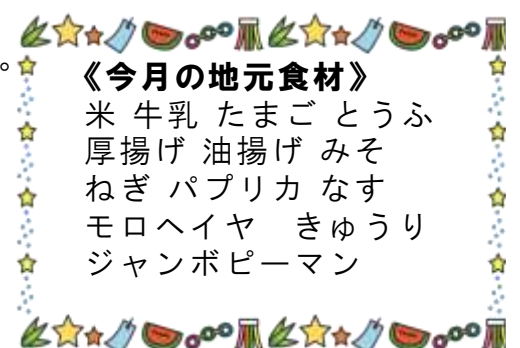 《今月の地元食材》
米 牛乳 たまご とうふ
厚揚げ 油揚げ みそ
ねぎ パプリカ なす
モロヘイヤ　きゅうり
ジャンボピーマン